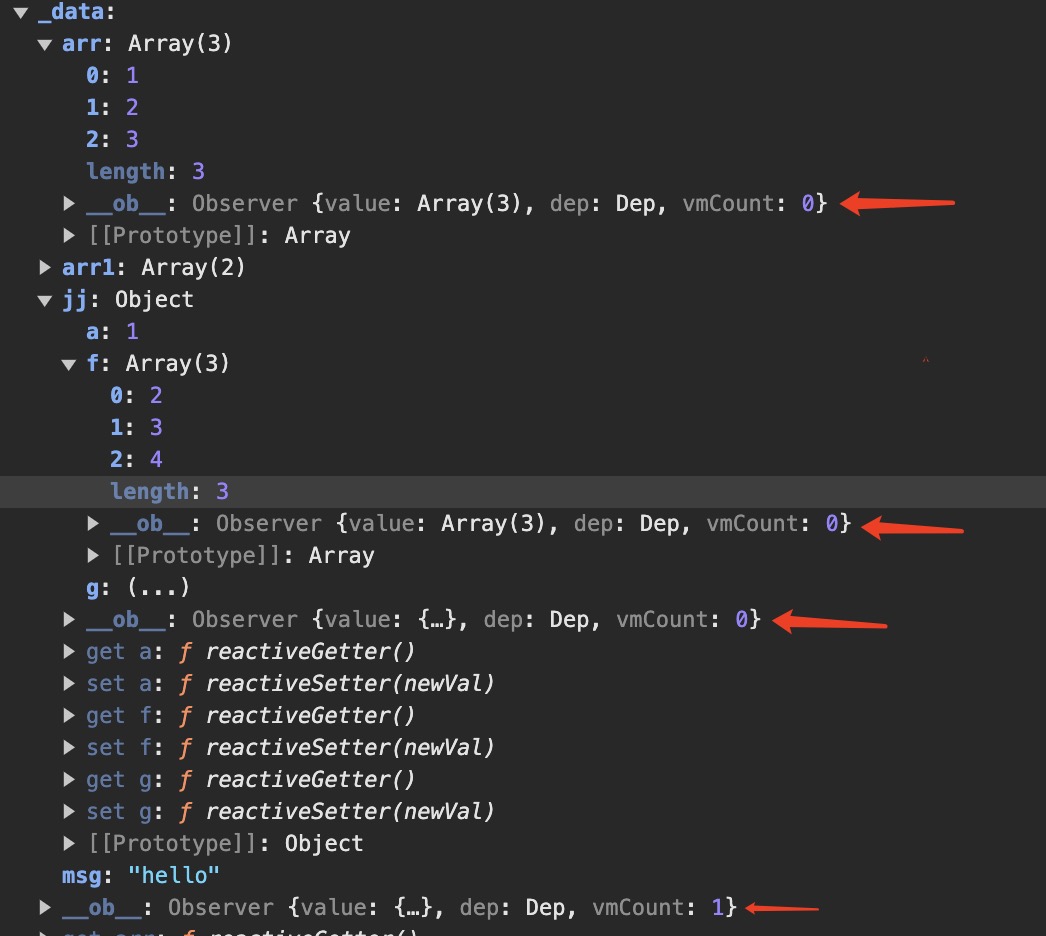 _data:
arr: Array(3)
0: 1
1: 2
2: 3
length: 3
__ob__: Observer {value: Array(3), dep: Dep, vmCount: 0}
[[Prototype]]: Array
arr1: Array(2)
jj: Object
a: 1
f: Array(3)
0: 2
1: 3
2: 4
length: 3
__ob__: Observer {value: Array(3), dep: Dep, vmCount: 0}
[[Prototype]]: Array
g: (...)
__ob__: Observer {value: {…}, dep: Dep, vmCount: 0}
get a: ƒ reactiveGetter()
set a: ƒ reactiveSetter(newVal)
get f: ƒ reactiveGetter()
set f: ƒ reactiveSetter(newVal)
get g: ƒ reactiveGetter()
set g: ƒ reactiveSetter(newVal)
[[Prototype]]: Object
msg: "hello"
__ob__: Observer {value: {…}, dep: Dep, vmCount: 1}
get arr: ƒ reactiveGetter()